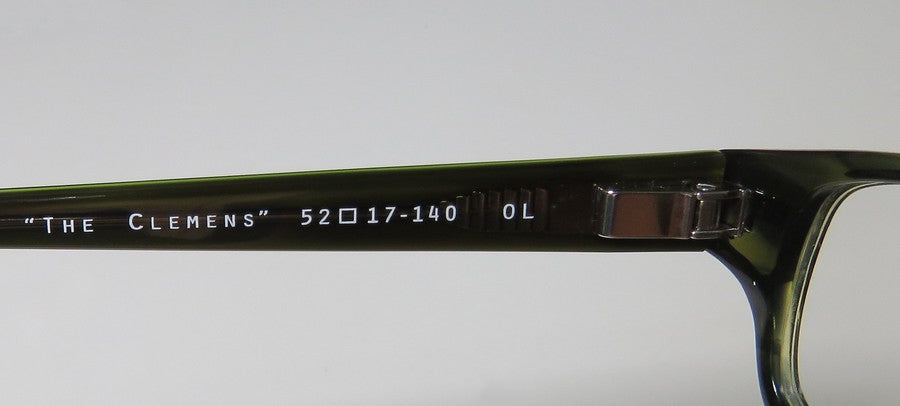 “THE CLEMENS” 52□17-140 OL